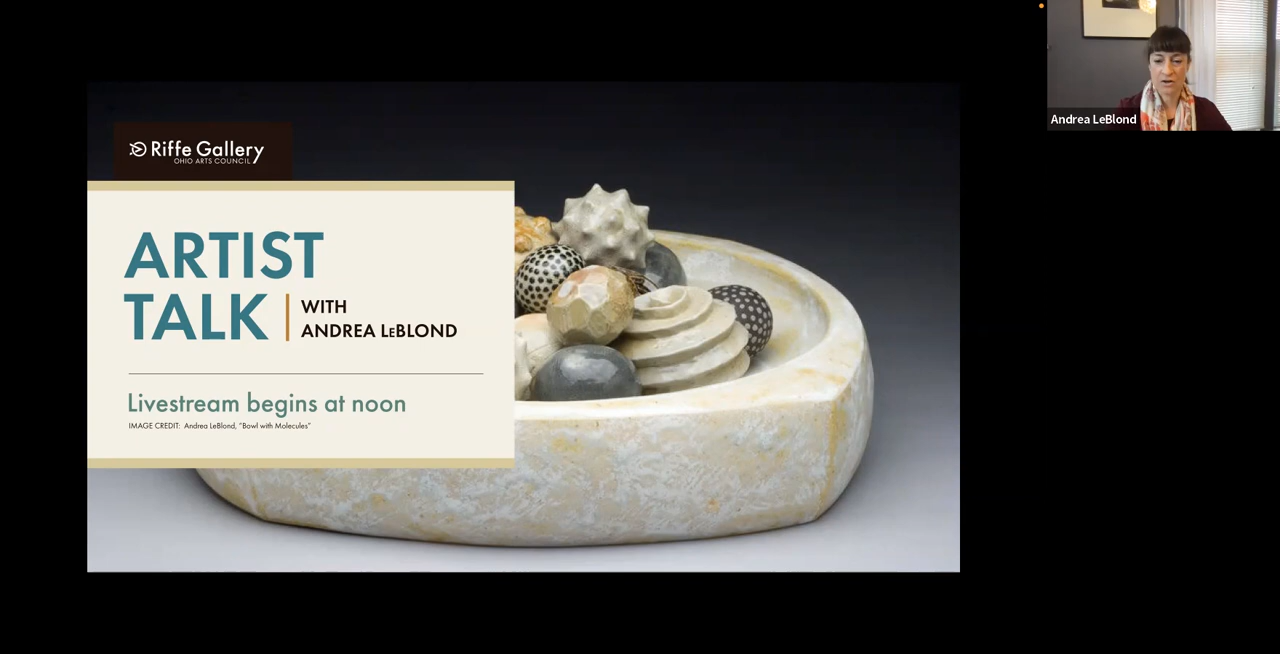 Riffe Gallery
OHIO ARTS COUNCIL
ARTIST
TALK
WITH
ANDREA LEBLOND
Livestream begins at noon
IMAGE CREDIT: Andrea LeBlond, "Bowl with Molecules"
Andrea LeBlond